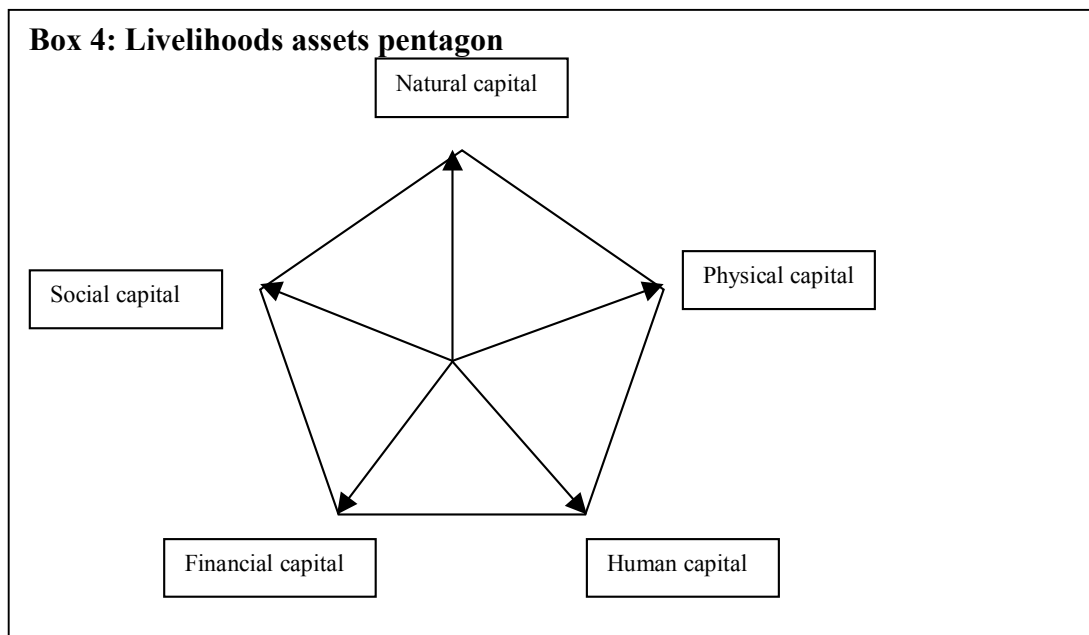 Box 4: Livelihoods assets pentagon
Natural capital
Social capital
Physical capital
Financial capital
Human capital